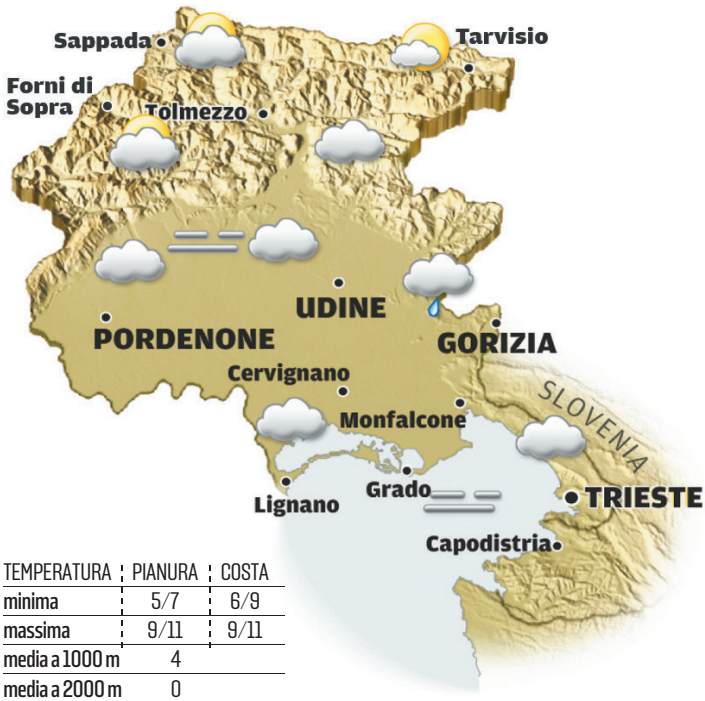 Sappada
Tarvisio
Forni di
Sopra
Tolmezzo
UDINE
PORDENONE
GORIZIA
Cervignano
SLOVENIA
Monfalcone
Lignano
Grado
TRIESTE
Capodistria
TEMPERATURA PIANURA COSTA
minima 5/7 6/9
massima 9/11 9/11
media a 1000 m 4
media a 2000 m 0